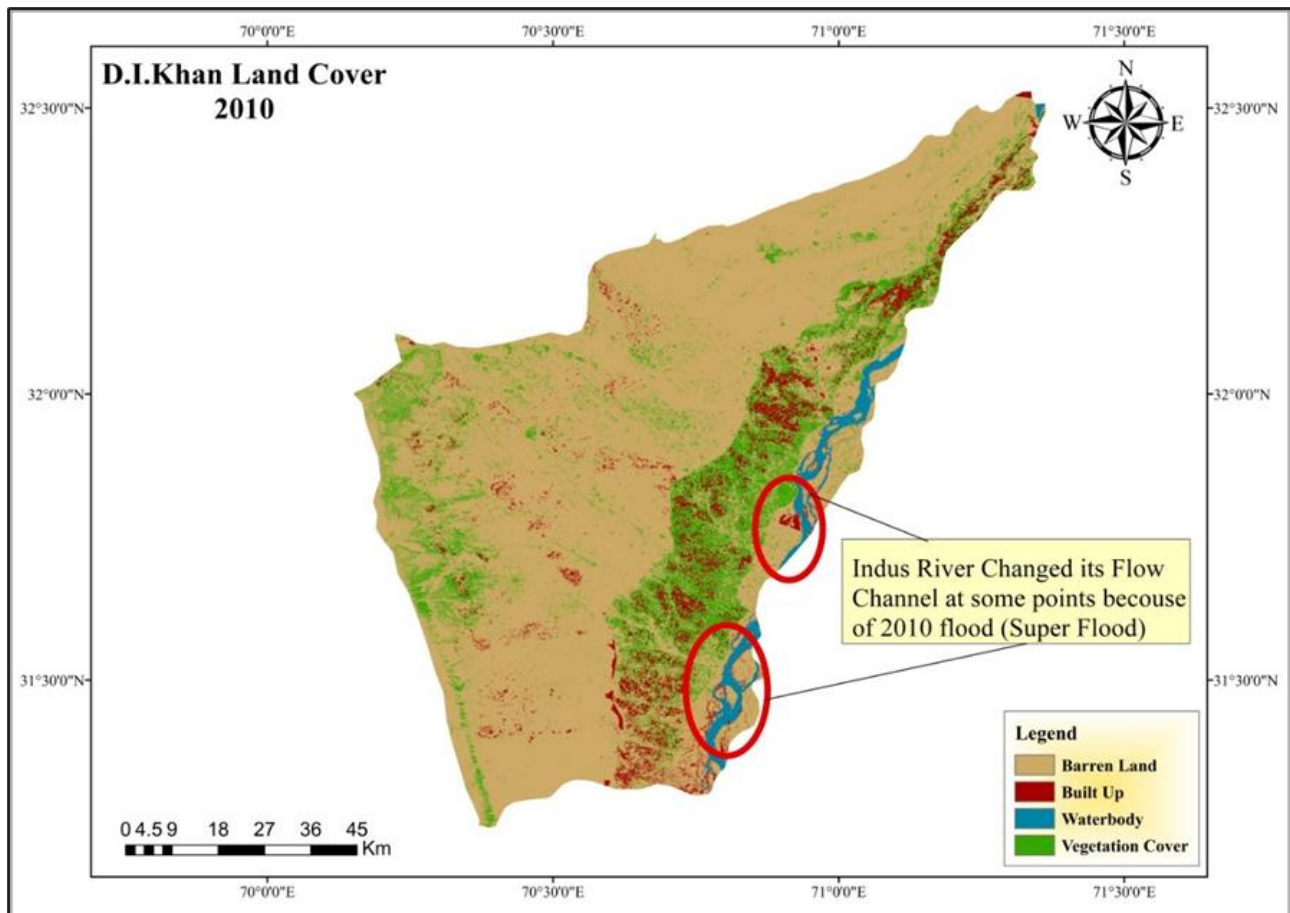 70°0'0"E
70°30'0"E
71°0'0"E
71°30'0"E
D.I.Khan Land Cover
2010
N
W
E
S
32°30'0"N
32°30'0"N
32°0'0"N
32°0'0"N
Indus River Changed its Flow
Channel at some points becouse
of 2010 flood (Super Flood)
31°30'0"N
31°30'0"N
Legend
Barren Land
Built Up
Waterbody
Vegetation Cover
0 4.5 9 18 27 36 45
Km
70°0'0"E
70°30'0"E
71°0'0"E
71°30'0"E